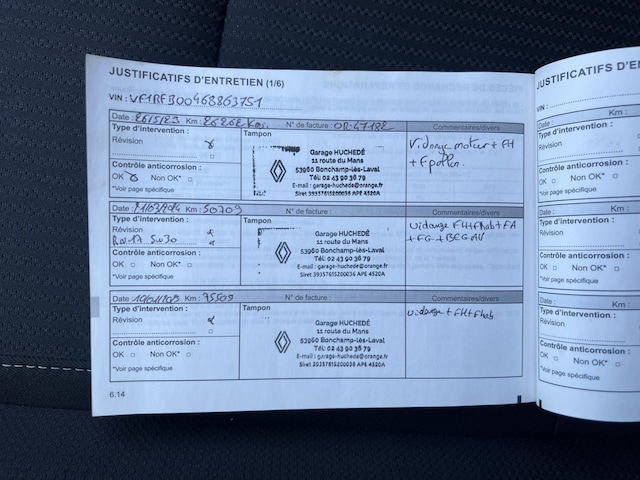 JUSTIFICATIFS D'ENTRETIEN (1/6)
VIN : VF1RFB00468863751
Date : 26/5/23 Km : 26262 Km N° de facture : OR-47182 Commentaires/divers
Type d'intervention :
Révision
Contrôle anticorrosion :
OK Non OK*
*Voir page spécifique
Tampon
Garage HUCHEDÉ
11 route du Mans
53960 Bonchamp-lès-Laval
Tél: 02 43 90 36 79
E-mail : garage-huchede@orange.fr
Siret 39357615200036 APE 4520A
Vidange moteur + FH
+ F pollen.
Date : Km : 50709 N° de facture : Commentaires/divers
Type d'intervention :
Révision
5w30
Contrôle anticorrosion :
OK Non OK*
*Voir page spécifique
Tampon
Garage HUCHEDÉ
11 route du Mans
53960 Bonchamp-lès-Laval
Tél: 02 43 90 36 79
E-mail : garage-huchede@orange.fr
Siret 39357615200036 APE 4520A
vidange FH + Fhab + FA
+ FG +
Date : Km : 75509 N° de facture : Commentaires/divers
Type d'intervention :
Révision
Contrôle anticorrosion :
OK Non OK*
*Voir page spécifique
Tampon
Garage HUCHEDÉ
11 route du Mans
53960 Bonchamp-lès-Laval
Tél: 02 43 90 36 79
E-mail : garage-huchede@orange.fr
Siret 39357615200036 APE 4520A
vidange + FH + Fhab
6.14
JUSTIFICATIFS D'E
VIN :
Date : Km :
Type d'intervention :
Révision
Contrôle anticorrosion :
OK Non OK*
*Voir page spécifique
Date : Km :
Type d'intervention :
Révision
Contrôle anticorrosion :
OK Non OK*
*Voir page spécifique
Date : Km :
Type d'intervention :
Révision
Contrôle anticorrosion :
OK Non OK*
*Voir page spécifique